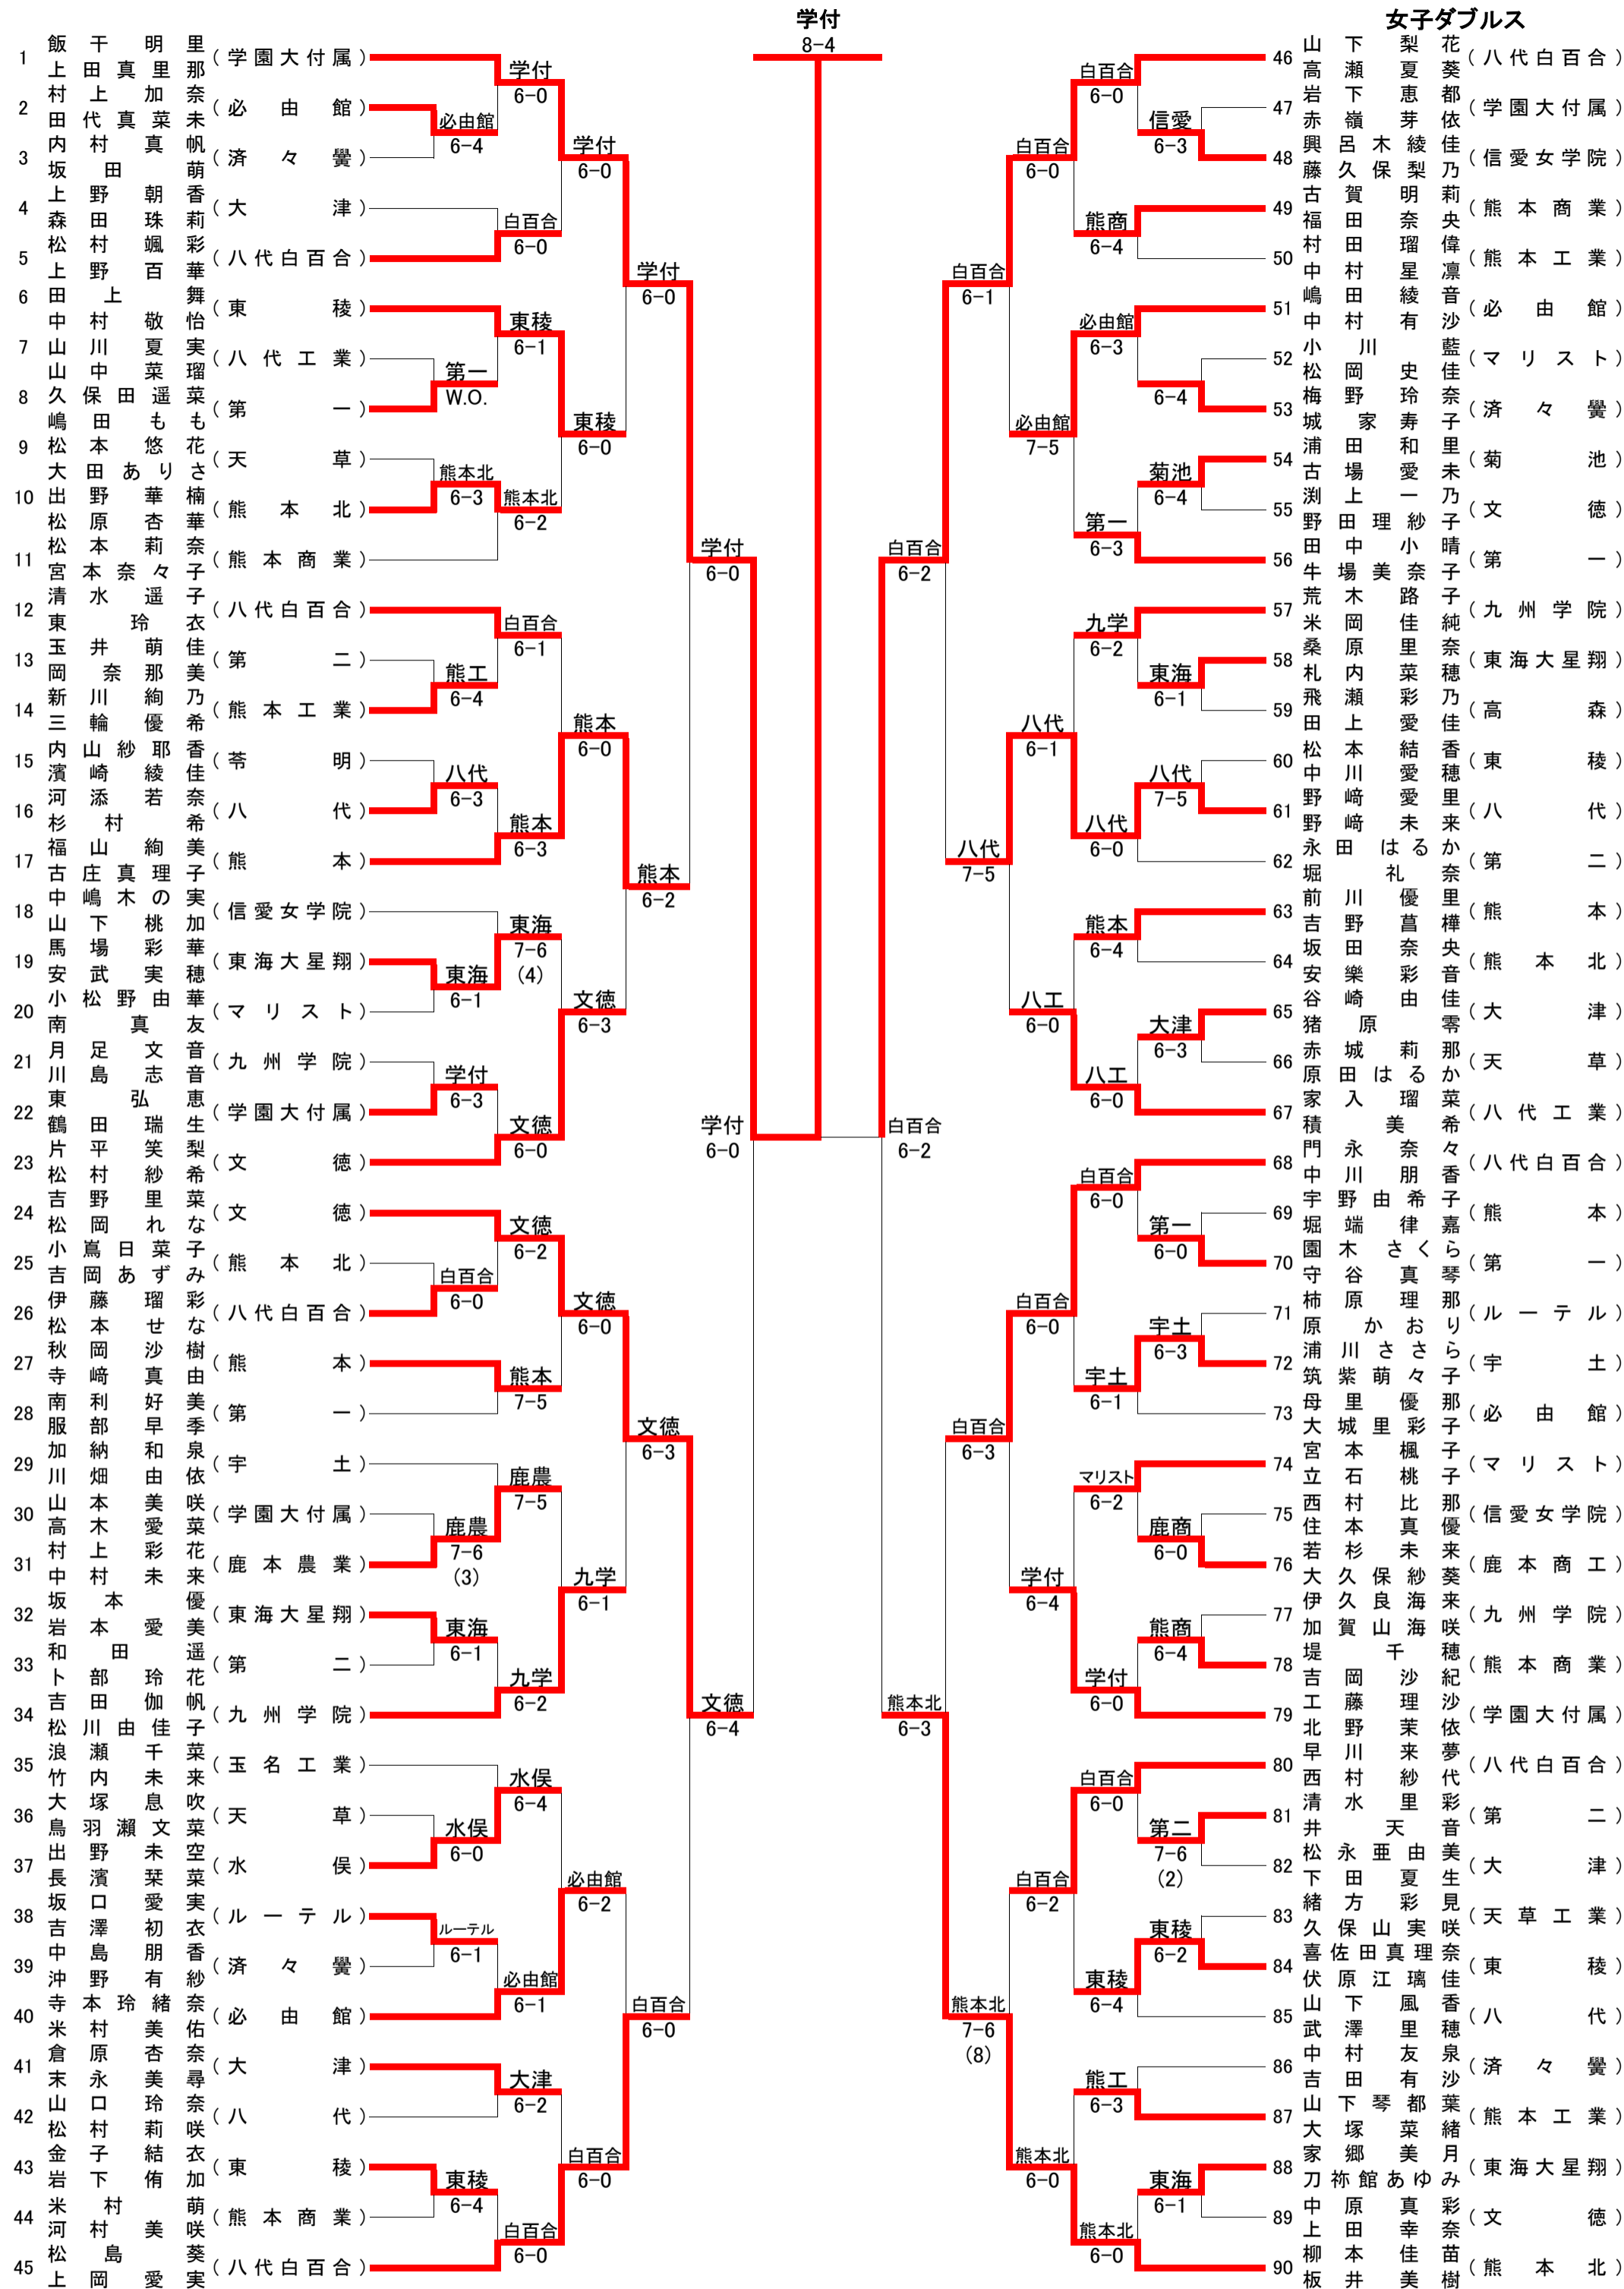 学付
8-4
女子ダブルス
1 飯干明里 上田真里那 (学園大付属)
2 村上加奈 田代真菜未 (必由館)
3 内村真帆 坂田萌 (済々黌)
4 上野朝香 森田珠莉 (大津)
5 松村颯彩 上野百華 (八代白百合)
6 田上舞 中村敬怡 (東稜)
7 山川夏実 山中菜瑠 (八代工業)
8 久保田遥菜 嶋田もも (第一)
9 松本悠花 大田ありさ (天草)
10 出野華楠 松原杏華 (熊本北)
11 松本莉奈 宮本奈々子 (熊本商業)
12 清水遥子 東玲衣 (八代白百合)
13 玉井萌佳 岡奈那美 (第二)
14 新川絢乃 三輪優希 (熊本工業)
15 内山紗耶香 濱崎綾佳 (苓明)
16 河添若奈 杉村希 (八代)
17 福山絢美 古庄真理子 (熊本)
18 中嶋木の実 山下桃加 (信愛女学院)
19 馬場彩華 安武実穂 (東海大星翔)
20 小松野由華 南真友 (マリスト)
21 月足文音 川島志音 (九州学院)
22 東弘恵 鶴田瑞生 (学園大付属)
23 片平笑梨 松村紗希 (文徳)
24 吉野里菜 松岡れな (文徳)
25 小嶌日菜子 吉岡あずみ (熊本北)
26 伊藤瑠彩 松本せな (八代白百合)
27 秋岡沙樹 寺﨑真由 (熊本)
28 南利好美 服部早季 (第一)
29 加納和泉 川畑由依 (宇土)
30 山本美咲 高木愛菜 (学園大付属)
31 村上彩花 中村未来 (鹿本農業)
32 坂本優 岩本愛美 (東海大星翔)
33 和田遥 卜部玲花 (第二)
34 吉田伽帆 松川由佳子 (九州学院)
35 浪瀬千菜 竹内未来 (玉名工業)
36 大塚息吹 鳥羽瀬文菜 (天草)
37 出野未空 長濱栞菜 (水俣)
38 坂口愛実 吉澤初衣 (ルーテル)
39 中島朋香 沖野有紗 (済々黌)
40 寺本玲緒奈 米村美佑 (必由館)
41 倉原杏奈 末永美尋 (大津)
42 山口玲奈 松村莉咲 (八代)
43 金子結衣 岩下侑加 (東稜)
44 米村萌 河村美咲 (熊本商業)
45 松島葵 上岡愛実 (八代白百合)
学付 6-0
必由館 6-4
学付 6-0
白百合 6-0
学付 6-0
東稜 6-1
第一 W.O.
東稜 6-0
熊本北 6-3
熊本北 6-2
学付 6-0
白百合 6-1
熊工 6-4
熊本 6-0
八代 6-3
熊本 6-3
熊本 6-2
東海 7-6 (4)
東海 6-1
文徳 6-3
学付 6-3
文徳 6-0
学付 6-0
文徳 6-2
白百合 6-0
文徳 6-0
熊本 7-5
文徳 6-3
鹿農 7-5
鹿農 7-6 (3)
九学 6-1
東海 6-1
九学 6-2
文徳 6-4
水俣 6-4
水俣 6-0
必由館 6-2
ルーテル 6-1
必由館 6-1
白百合 6-0
大津 6-2
白百合 6-0
東稜 6-4
白百合 6-0
46 山下梨花 高瀬夏葵 (八代白百合)
47 岩下恵都 赤嶺芽依 (学園大付属)
48 興呂木綾佳 藤久保梨乃 (信愛女学院)
49 古賀明莉 福田奈央 (熊本商業)
50 村田瑠偉 中村星凛 (熊本工業)
51 嶋田綾音 中村有沙 (必由館)
52 小川藍 松岡史佳 (マリスト)
53 梅野玲奈 城家寿子 (済々黌)
54 浦田和里 古場愛未 (菊池)
55 渕上一乃 野田理紗子 (文徳)
56 田中小晴 牛場美奈子 (第一)
57 荒木路子 米岡佳純 (九州学院)
58 桑原里奈 札内菜穂 (東海大星翔)
59 飛瀬彩乃 田上愛佳 (高森)
60 松本結香 中川愛穂 (東稜)
61 野﨑愛里 野﨑未来 (八代)
62 永田はるか 堀礼奈 (第二)
63 前川優里 吉野菖樺 (熊本)
64 坂田奈央 安樂彩音 (熊本北)
65 谷崎由佳 猪原零 (大津)
66 赤城莉那 原田はるか (天草)
67 家入瑠菜 積美希 (八代工業)
68 門永奈々 中川朋香 (八代白百合)
69 宇野由希子 堀端律嘉 (熊本)
70 園木さくら 守谷真琴 (第一)
71 柿原理那 原かおり (ルーテル)
72 浦川ささら 筑紫萌々子 (宇土)
73 母里優那 大城里彩子 (必由館)
74 宮本楓子 立石桃子 (マリスト)
75 西村比那 住本真優 (信愛女学院)
76 若杉未来 大久保紗葵 (鹿本商工)
77 伊久良海来 加賀山海咲 (九州学院)
78 堤千穂 吉岡沙紀 (熊本商業)
79 工藤理沙 北野茉依 (学園大付属)
80 早川来夢 西村紗代 (八代白百合)
81 清水里彩 井天音 (第二)
82 松永亜由美 下田夏生 (大津)
83 緒方彩見 久保山実咲 (天草工業)
84 喜佐田真理奈 伏原江璃佳 (東稜)
85 山下風香 武澤里穂 (八代)
86 中村友泉 吉田有沙 (済々黌)
87 山下琴都葉 大塚菜緒 (熊本工業)
88 家郷美月 刀祢館あゆみ (東海大星翔)
89 中原真彩 上田幸奈 (文徳)
90 柳本佳苗 板井美樹 (熊本北)
白百合 6-0
信愛 6-3
白百合 6-0
熊商 6-4
白百合 6-1
必由館 6-3
6-4
必由館 7-5
菊池 6-4
第一 6-3
白百合 6-2
九学 6-2
東海 6-1
八代 6-1
八代 7-5
八代 6-0
八代 7-5
熊本 6-4
八工 6-0
大津 6-3
八工 6-0
白百合 6-2
白百合 6-0
第一 6-0
白百合 6-0
宇土 6-3
宇土 6-1
白百合 6-3
マリスト 6-2
鹿商 6-0
学付 6-4
熊商 6-4
学付 6-0
熊本北 6-3
白百合 6-0
第二 7-6 (2)
白百合 6-2
東稜 6-2
東稜 6-4
熊本北 7-6 (8)
熊工 6-3
熊本北 6-0
東海 6-1
熊本北 6-0